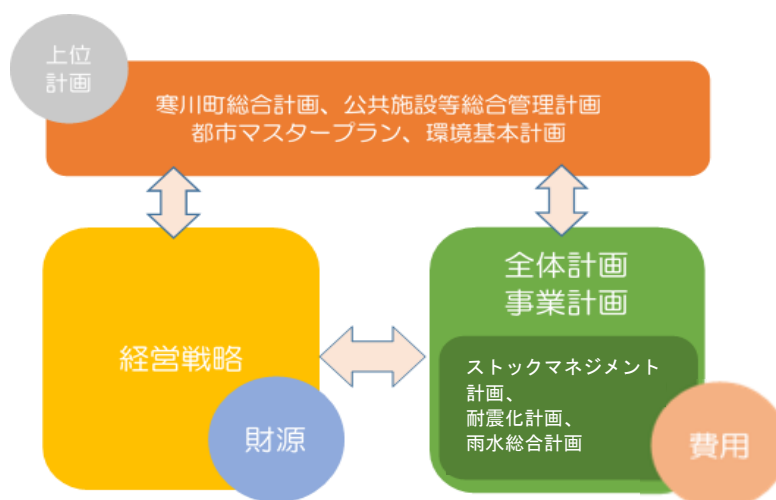 上位
計画
寒川町総合計画、公共施設等総合管理計画
都市マスタープラン、環境基本計画
経営戦略
財源
全体計画
事業計画
ストックマネジメント
計画、
耐震化計画、
雨水総合計画
費用